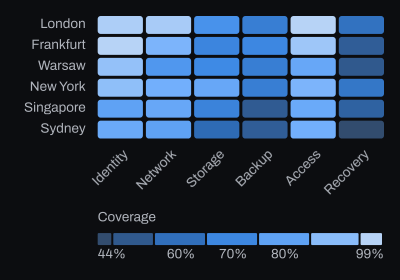 London
Frankfurt
Warsaw
New York
Singapore
Sydney
Identity
Network
Storage
Backup
Access
Recovery
Coverage
44% 60% 70% 80% 99%